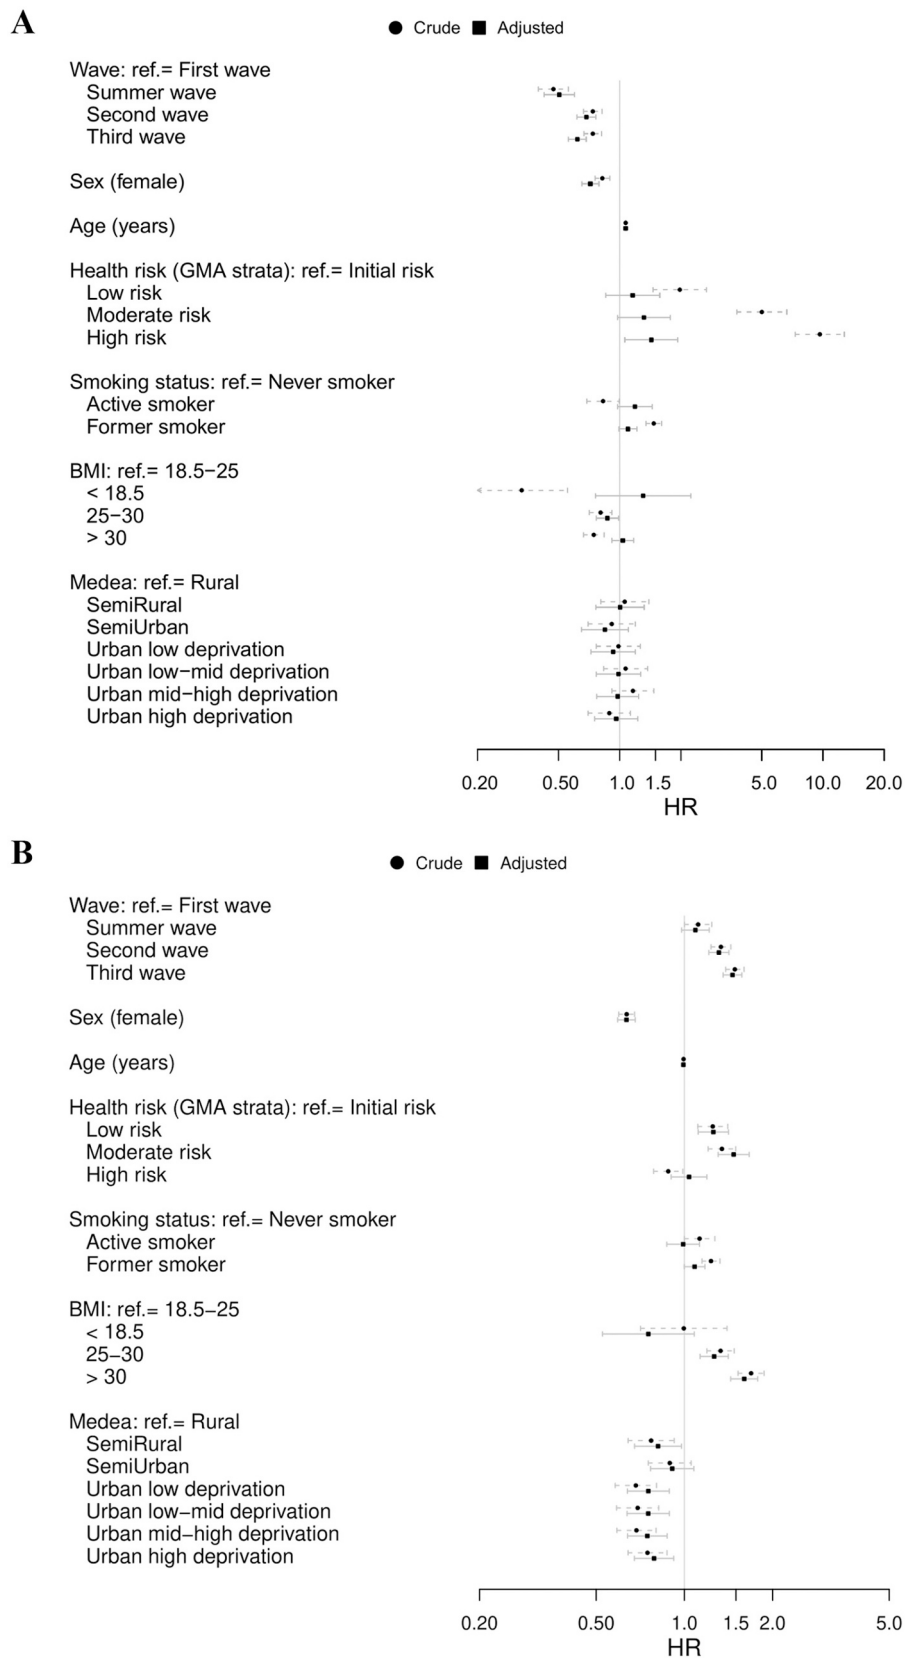 A
Crude Adjusted
Wave: ref.= First wave
Summer wave
Second wave
Third wave
Sex (female)
Age (years)
Health risk (GMA strata): ref.= Initial risk
Low risk
Moderate risk
High risk
Smoking status: ref.= Never smoker
Active smoker
Former smoker
BMI: ref.= 18.5−25
< 18.5
25−30
> 30
Medea: ref.= Rural
SemiRural
SemiUrban
Urban low deprivation
Urban low−mid deprivation
Urban mid−high deprivation
Urban high deprivation
0.20 0.50 1.0 1.5 5.0 10.0 20.0
HR
B
Crude Adjusted
Wave: ref.= First wave
Summer wave
Second wave
Third wave
Sex (female)
Age (years)
Health risk (GMA strata): ref.= Initial risk
Low risk
Moderate risk
High risk
Smoking status: ref.= Never smoker
Active smoker
Former smoker
BMI: ref.= 18.5−25
< 18.5
25−30
> 30
Medea: ref.= Rural
SemiRural
SemiUrban
Urban low deprivation
Urban low−mid deprivation
Urban mid−high deprivation
Urban high deprivation
0.20 0.50 1.0 1.5 2.0 5.0
HR